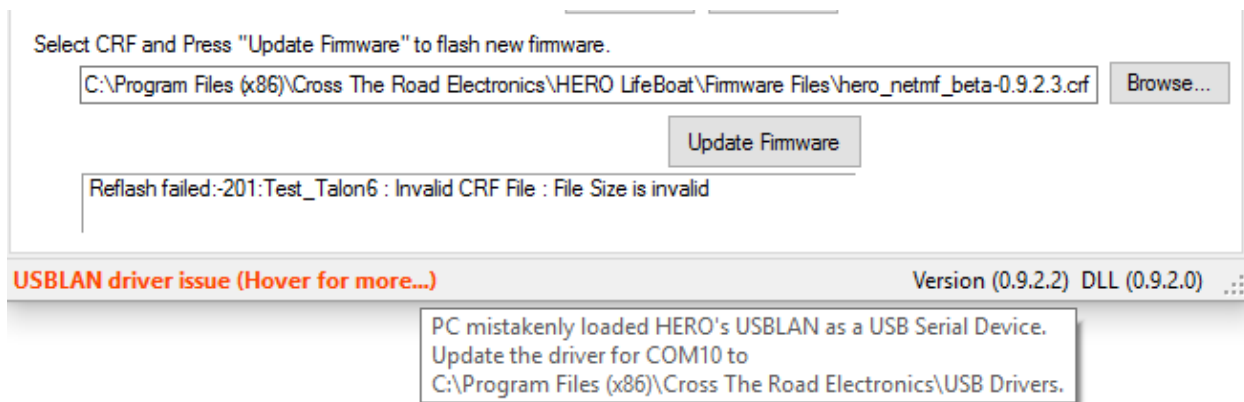 Select CRF and Press "Update Firmware" to flash new firmware.
C:\Program Files (x86)\Cross The Road Electronics\HERO LifeBoat\Firmware Files\hero_netmf_beta-0.9.2.3.crf
Browse...
Update Firmware
Reflash failed:-201:Test_Talon6 : Invalid CRF File : File Size is invalid
USBLAN driver issue (Hover for more...)
Version (0.9.2.2) DLL (0.9.2.0)
PC mistakenly loaded HERO's USBLAN as a USB Serial Device.
Update the driver for COM10 to
C:\Program Files (x86)\Cross The Road Electronics\USB Drivers.